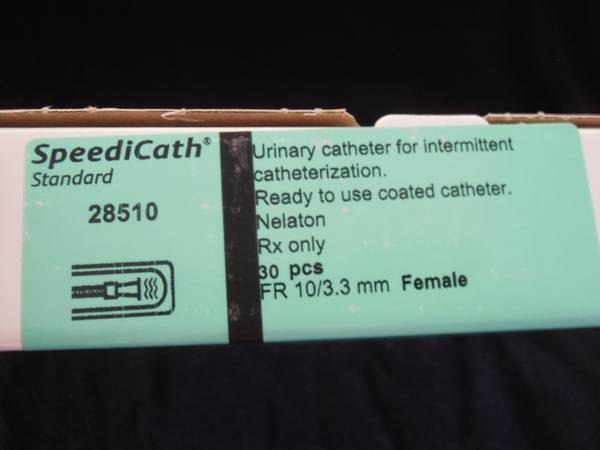 SpeediCath®
Standard
28510
Urinary catheter for intermittent
catheterization.
Ready to use coated catheter.
Nelaton
Rx only
30 pcs
FR 10/3.3 mm Female